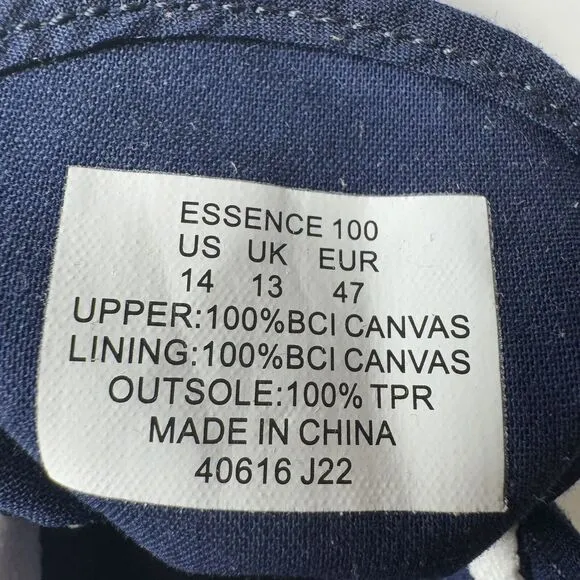 ESSENCE 100
US UK EUR
14 13 47
UPPER:100%BCI CANVAS
LINING:100%BCI CANVAS
OUTSOLE:100% TPR
MADE IN CHINA
40616 J22